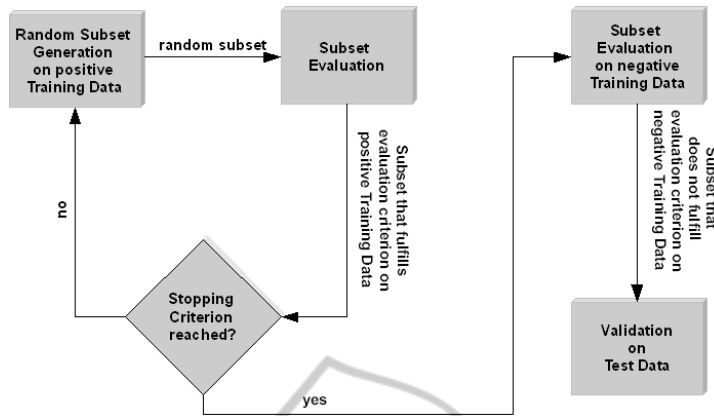 Random Subset
Generation
on positive
Training Data
random subset
Subset
Evaluation
Subset that fulfills
evaluation criterion on
positive Training Data
no
Stopping
Criterion
reached?
yes
Subset
Evaluation
on negative
Training Data
Subset that
does not fulfill
evaluation criterion on
negative Training Data
Validation
on
Test Data